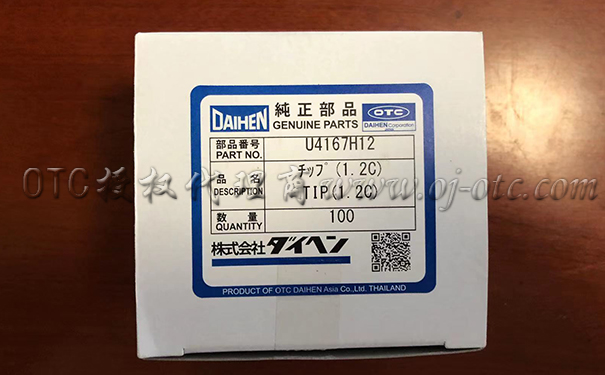 DAIHEN 純正部品 OTC
GENUINE PARTS DAIHEN Corporation
部品番号 U4167H12
PART NO.
品名 チップ(1.2C)
DESCRIPTION TIP(1.2C)
数量 100
QUANTITY
株式会社ダイヘン
PRODUCT OF OTC DAIHEN Asia Co.,Ltd. THAILAND
OTC授权代理商www.oj-otc.com